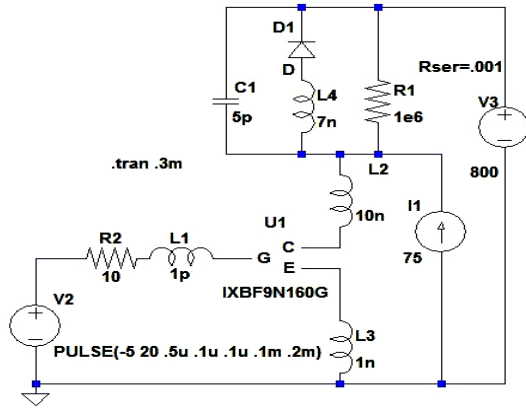 D1
D
C1
5p
L4
7n
R1
1e6
Rser=.001
V3
800
.tran .3m
L2
10n
I1
75
U1
R2
10
L1
1p
G
C
E
IXBF9N160G
V2
PULSE(-5 20 .5u .1u .1u .1m .2m)
L3
1n